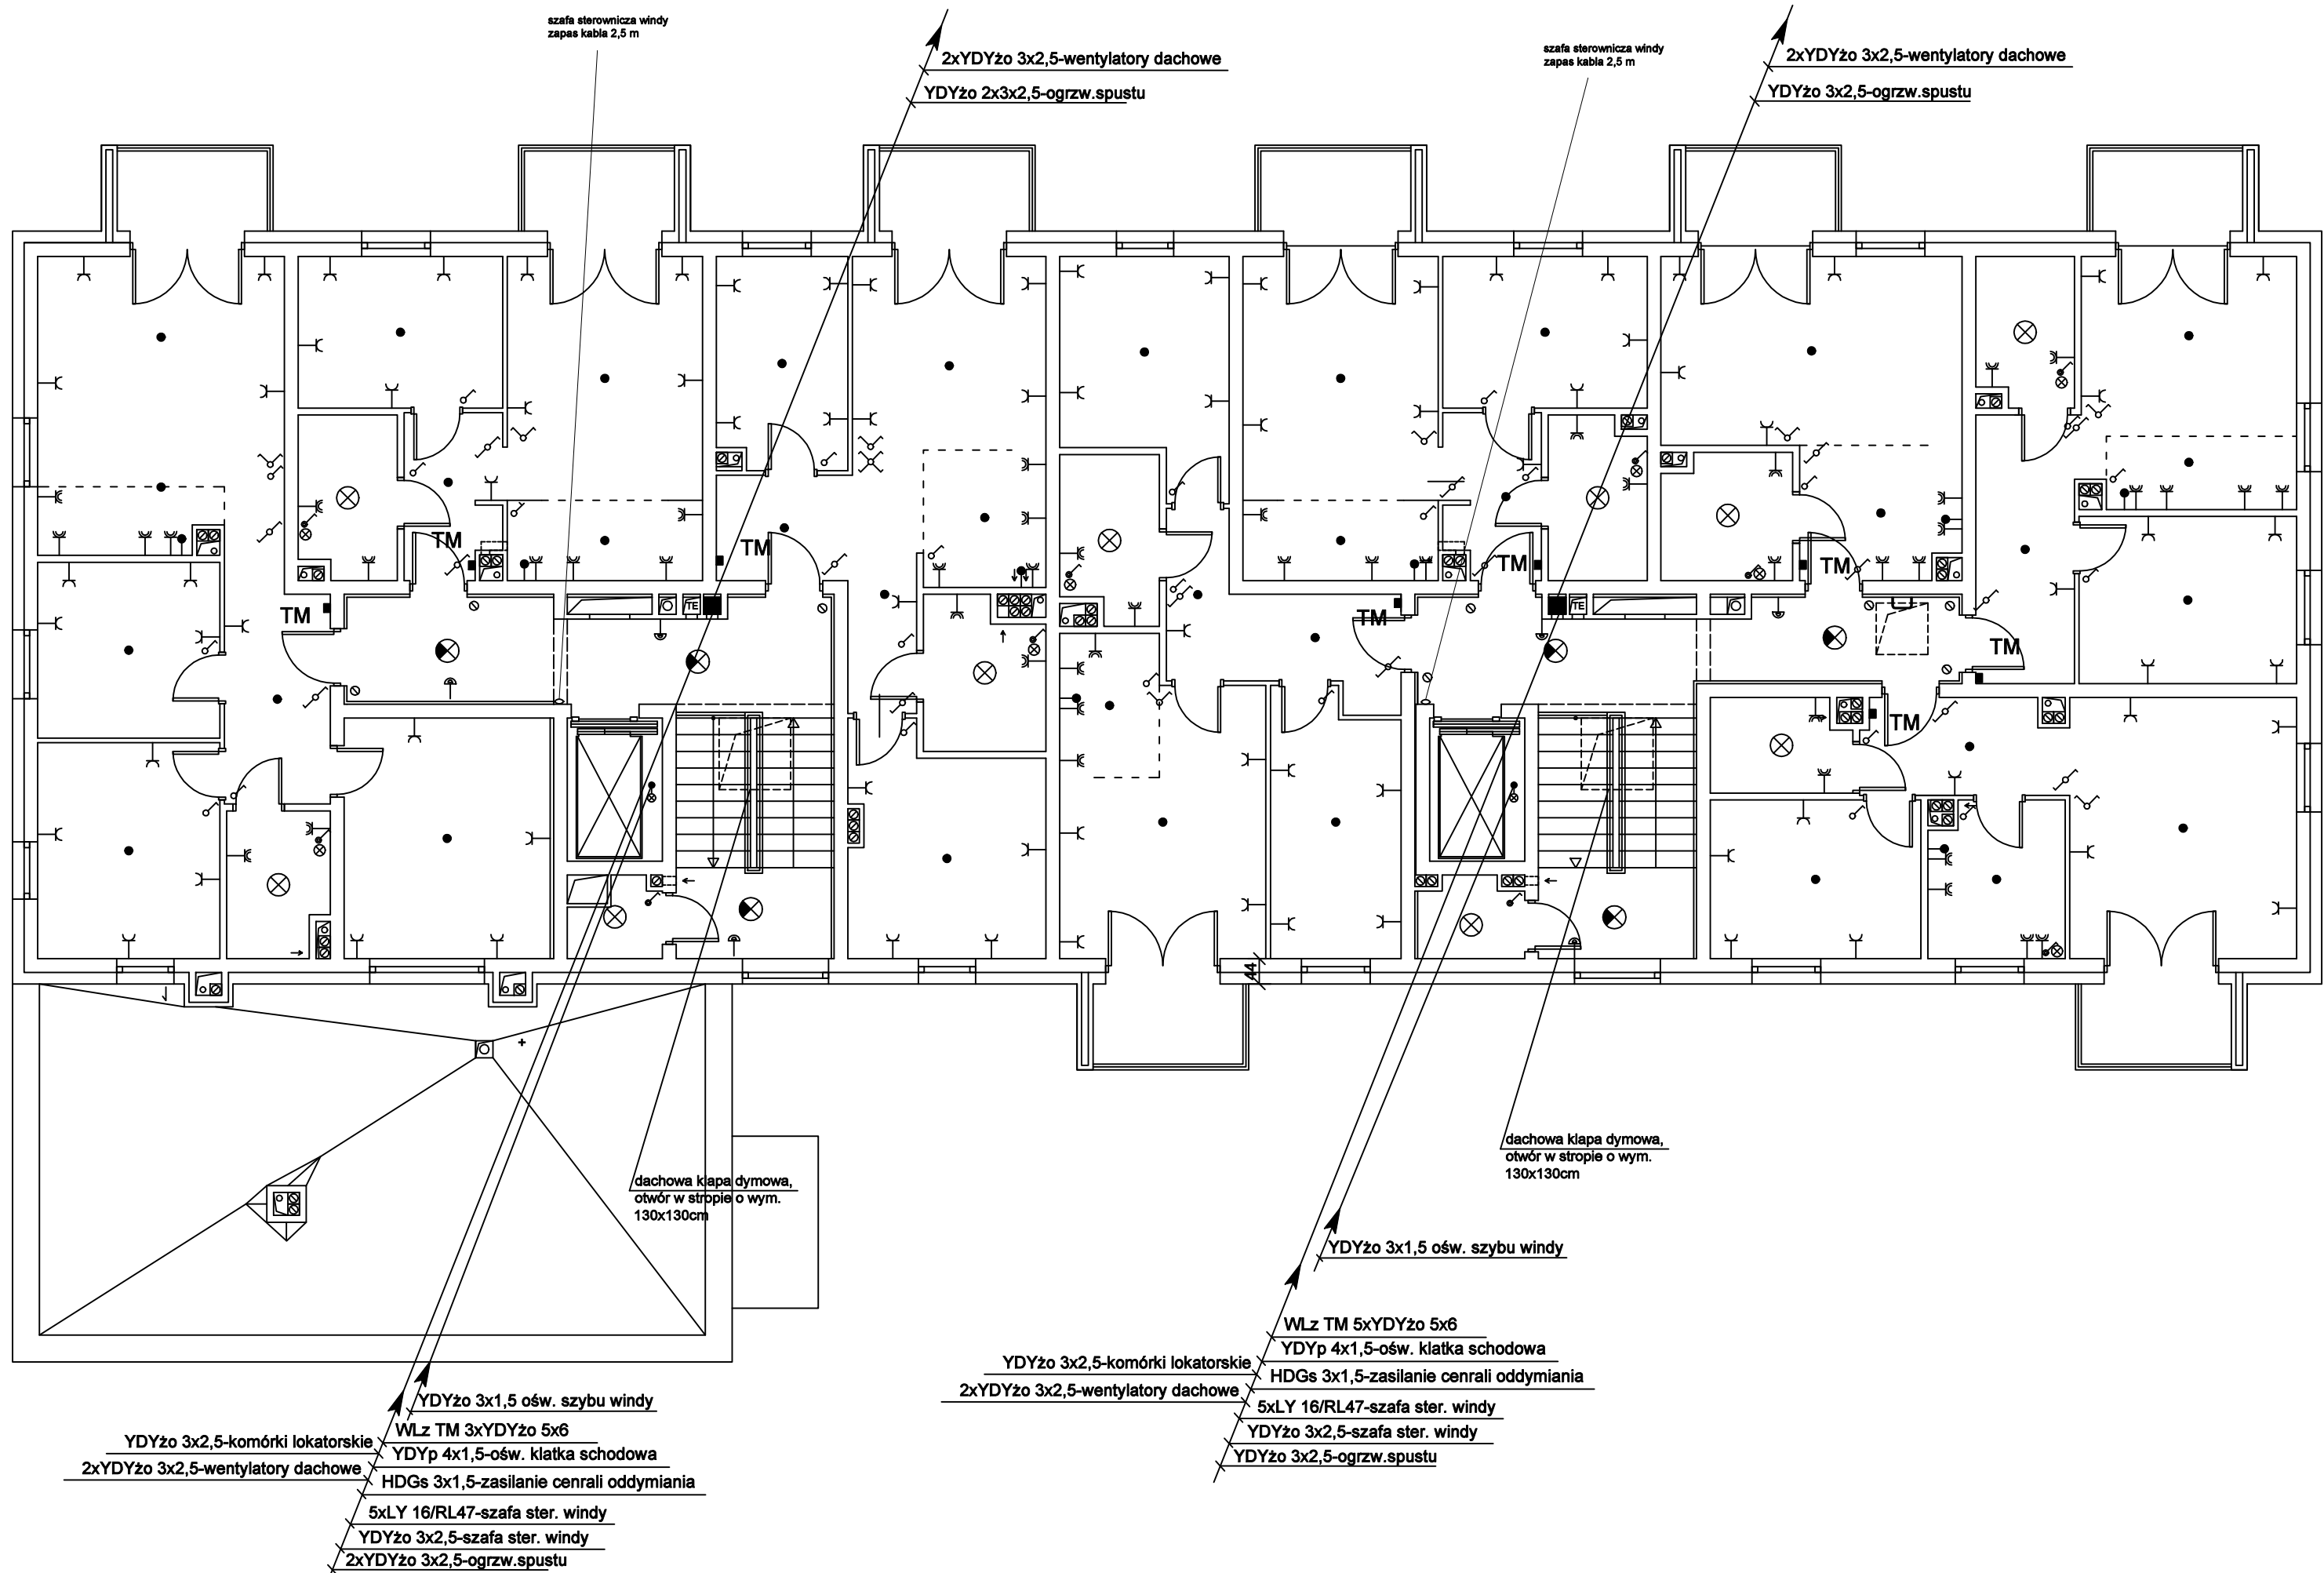 szafa sterownicza windy
zapas kabla 2,5 m
2xYDYżo 3x2,5-wentylatory dachowe
YDYżo 2x3x2,5-ogrzw.spustu
szafa sterownicza windy
zapas kabla 2,5 m
2xYDYżo 3x2,5-wentylatory dachowe
YDYżo 3x2,5-ogrzw.spustu
TM
TM
TM
TM
TM
TM
TM
TM
TE
TE
44
dachowa klapa dymowa,
otwór w stropie o wym.
130x130cm
dachowa klapa dymowa,
otwór w stropie o wym.
130x130cm
YDYżo 3x1,5 ośw. szybu windy
YDYżo 3x2,5-komórki lokatorskie
2xYDYżo 3x2,5-wentylatory dachowe
WLz TM 3xYDYżo 5x6
YDYp 4x1,5-ośw. klatka schodowa
HDGs 3x1,5-zasilanie cenrali oddymiania
5xLY 16/RL47-szafa ster. windy
YDYżo 3x2,5-szafa ster. windy
2xYDYżo 3x2,5-ogrzw.spustu
YDYżo 3x1,5 ośw. szybu windy
WLz TM 5xYDYżo 5x6
YDYp 4x1,5-ośw. klatka schodowa
YDYżo 3x2,5-komórki lokatorskie
2xYDYżo 3x2,5-wentylatory dachowe
HDGs 3x1,5-zasilanie cenrali oddymiania
5xLY 16/RL47-szafa ster. windy
YDYżo 3x2,5-szafa ster. windy
YDYżo 3x2,5-ogrzw.spustu